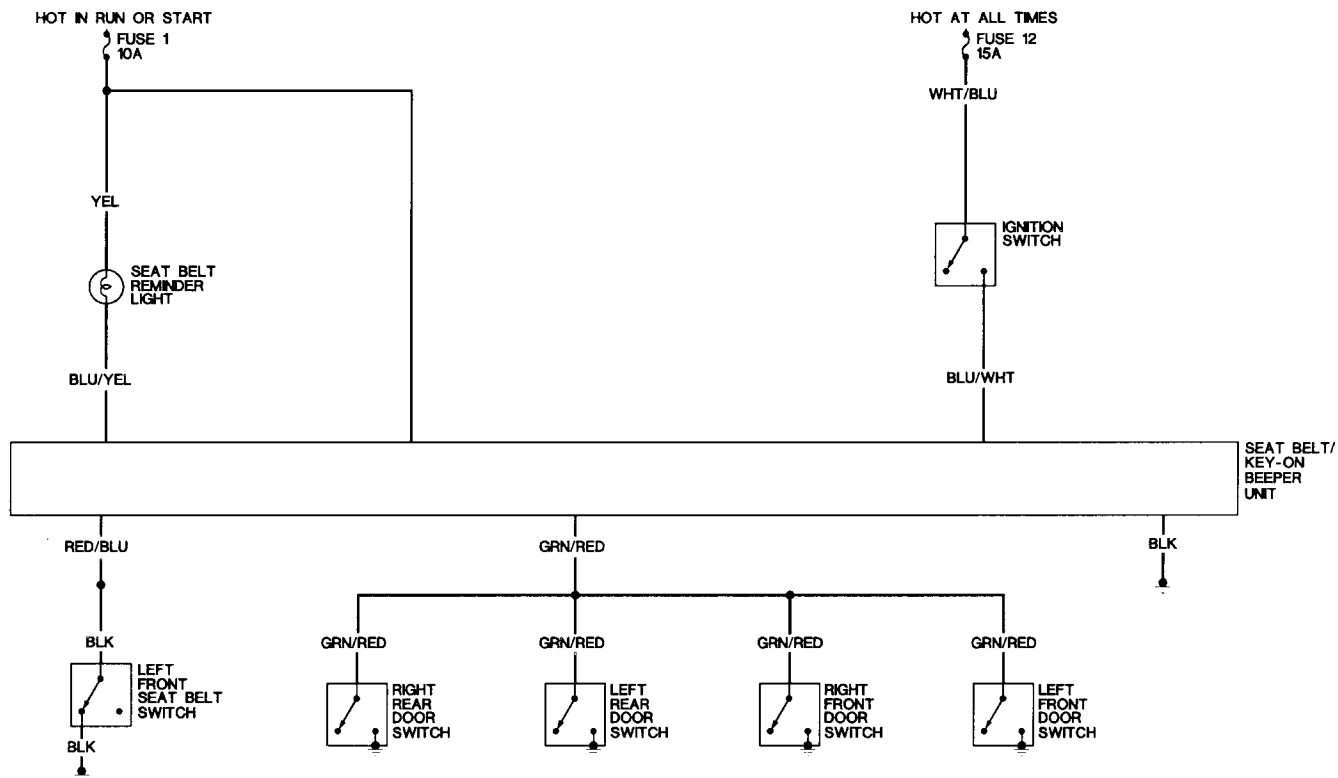 HOT IN RUN OR START
FUSE 1
10A
HOT AT ALL TIMES
FUSE 12
15A
WHT/BLU
YEL
IGNITION
SWITCH
SEAT BELT
REMINDER
LIGHT
BLU/YEL
BLU/WHT
SEAT BELT/
KEY-ON
BEEPER
UNIT
RED/BLU
GRN/RED
BLK
BLK
GRN/RED
GRN/RED
GRN/RED
GRN/RED
LEFT
FRONT
SEAT BELT
SWITCH
RIGHT
REAR
DOOR
SWITCH
LEFT
REAR
DOOR
SWITCH
RIGHT
FRONT
DOOR
SWITCH
LEFT
FRONT
DOOR
SWITCH
BLK